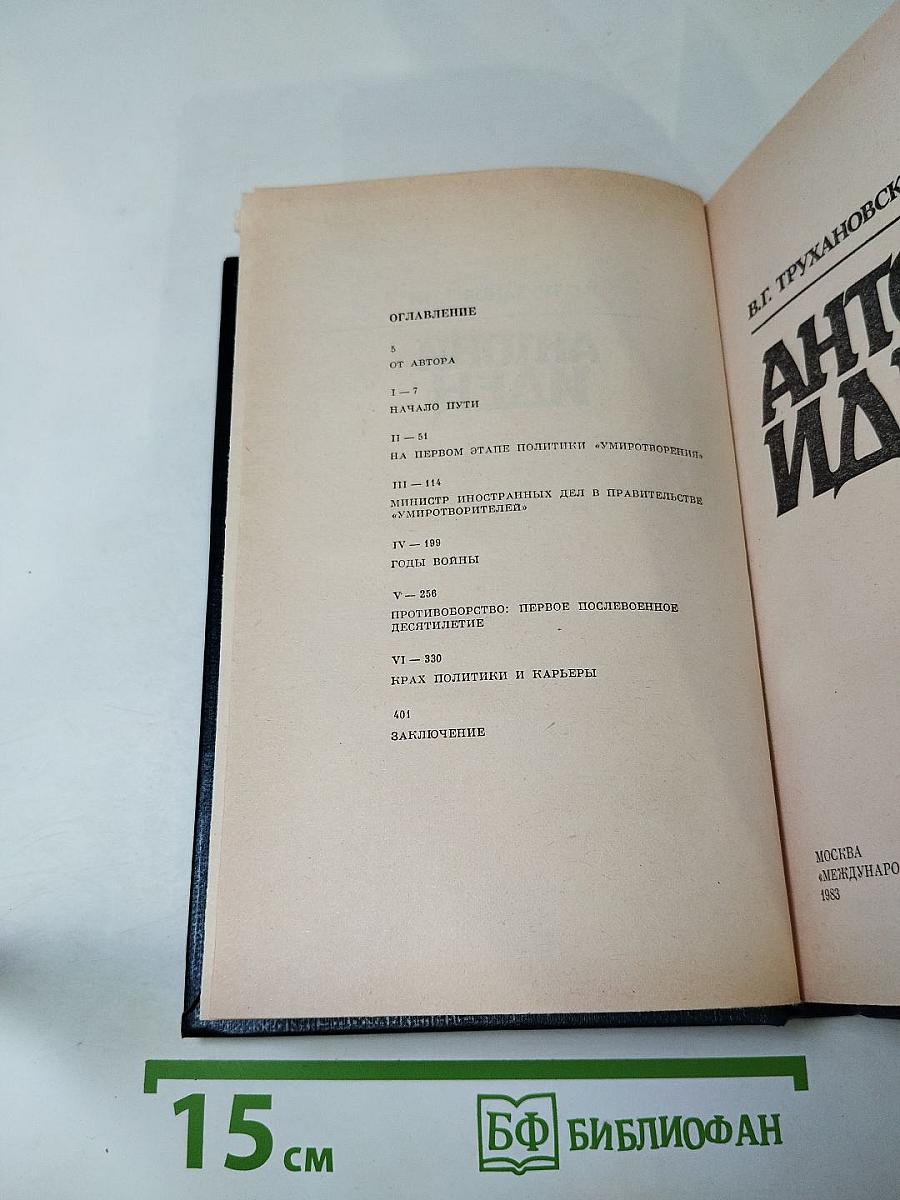 ОГЛАВЛЕНИЕ
5
ОТ АВТОРА
I — 7
НАЧАЛО ПУТИ
II — 51
НА ПЕРВОМ ЭТАПЕ ПОЛИТИКИ «УМИРОТВОРЕНИЯ»
III — 114
МИНИСТР ИНОСТРАННЫХ ДЕЛ В ПРАВИТЕЛЬСТВЕ
«УМИРОТВОРИТЕЛЕЙ»
IV — 199
ГОДЫ ВОЙНЫ
V — 256
ПРОТИВОБОРСТВО: ПЕРВОЕ ПОСЛЕВОЕННОЕ
ДЕСЯТИЛЕТИЕ
VI — 330
КРАХ ПОЛИТИКИ И КАРЬЕРЫ
401
ЗАКЛЮЧЕНИЕ
В.Г. ТРУХАНОВСК
АНТО
ИД
МОСКВА
«МЕЖДУНАРО
1983
15 СМ
БФ БИБЛИОФАН